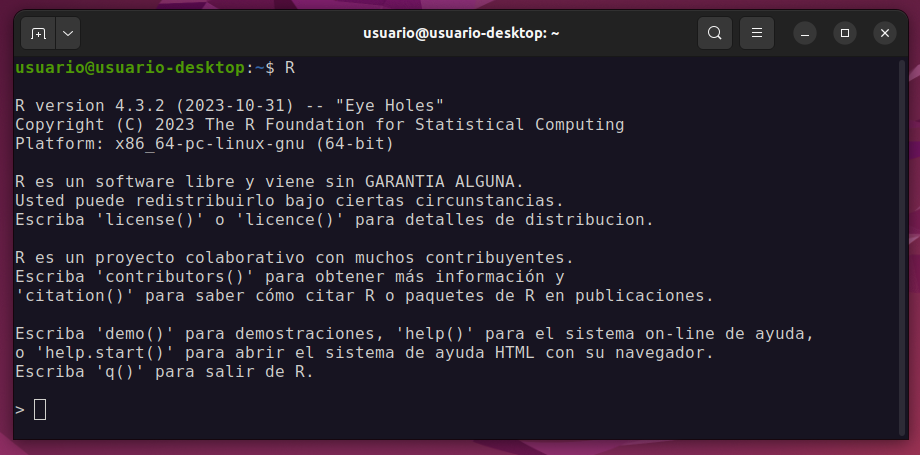 usuario@usuario-desktop: ~
usuario@usuario-desktop:~$ R
R version 4.3.2 (2023-10-31) -- "Eye Holes"
Copyright (C) 2023 The R Foundation for Statistical Computing
Platform: x86_64-pc-linux-gnu (64-bit)
R es un software libre y viene sin GARANTIA ALGUNA.
Usted puede redistribuirlo bajo ciertas circunstancias.
Escriba 'license()' o 'licence()' para detalles de distribucion.
R es un proyecto colaborativo con muchos contribuyentes.
Escriba 'contributors()' para obtener más información y
'citation()' para saber cómo citar R o paquetes de R en publicaciones.
Escriba 'demo()' para demostraciones, 'help()' para el sistema on-line de ayuda,
o 'help.start()' para abrir el sistema de ayuda HTML con su navegador.
Escriba 'q()' para salir de R.
>